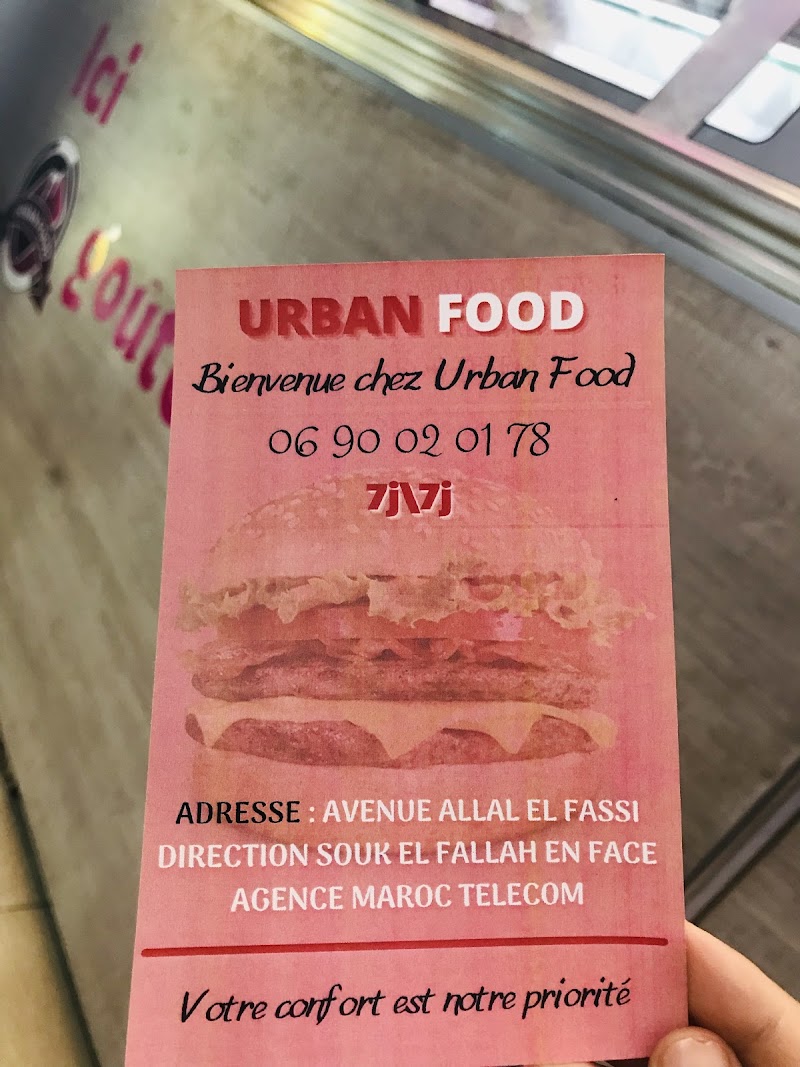 Ici
goûte
URBAN FOOD
Bienvenue chez Urban Food
06 90 02 01 78
7j\7j
ADRESSE : AVENUE ALLAL EL FASSI
DIRECTION SOUK EL FALLAH EN FACE
AGENCE MAROC TELECOM
Votre confort est notre priorité